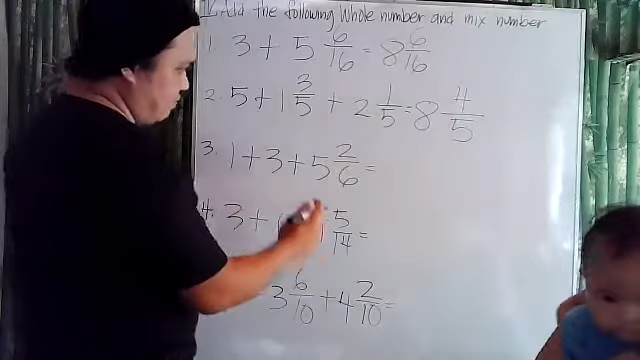 IV. Add the following Whole number and mix number
1. 3 + 5 6/16 = 8 6/16
2. 5 + 1 3/5 + 2 1/5 = 8 4/5
3. 1 + 3 + 5 2/6 =
4. 3 + 5/14 =
3 6/10 + 4 2/10 =